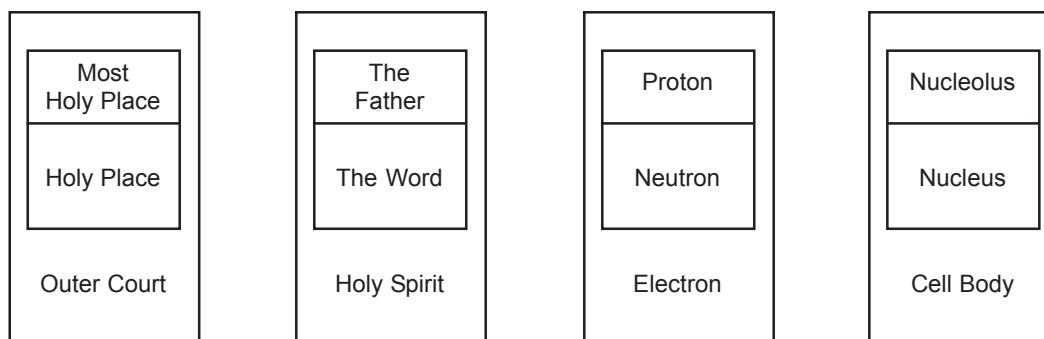 Most
Holy Place
Holy Place
Outer Court
The
Father
The Word
Holy Spirit
Proton
Neutron
Electron
Nucleolus
Nucleus
Cell Body